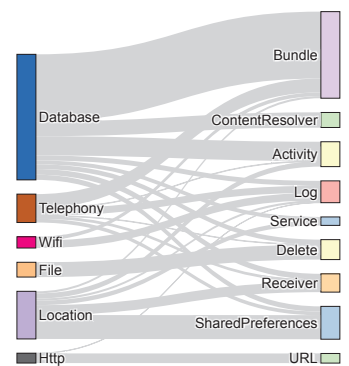 Database
Telephony
Wifi
File
Location
Http
Bundle
ContentResolver
Activity
Log
Service
Delete
Receiver
SharedPreferences
URL